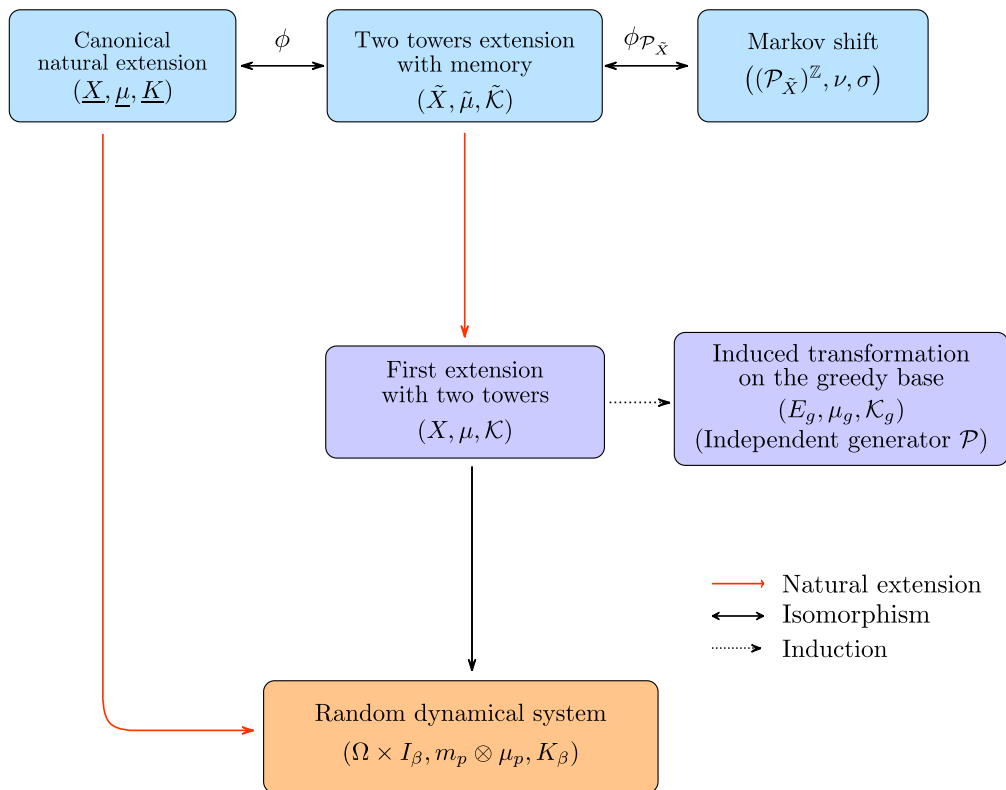 Canonical
natural extension
(X, μ, K)
ϕ
Two towers extension
with memory
(X̃, μ̃, 𝒦̃)
ϕ_𝒫_X̃
Markov shift
((𝒫_X̃)^ℤ, ν, σ)
First extension
with two towers
(X, μ, 𝒦)
Induced transformation
on the greedy base
(E_g, μ_g, 𝒦_g)
(Independent generator 𝒫)
Natural extension
Isomorphism
Induction
Random dynamical system
(Ω × I_β, m_p ⊗ μ_p, K_β)